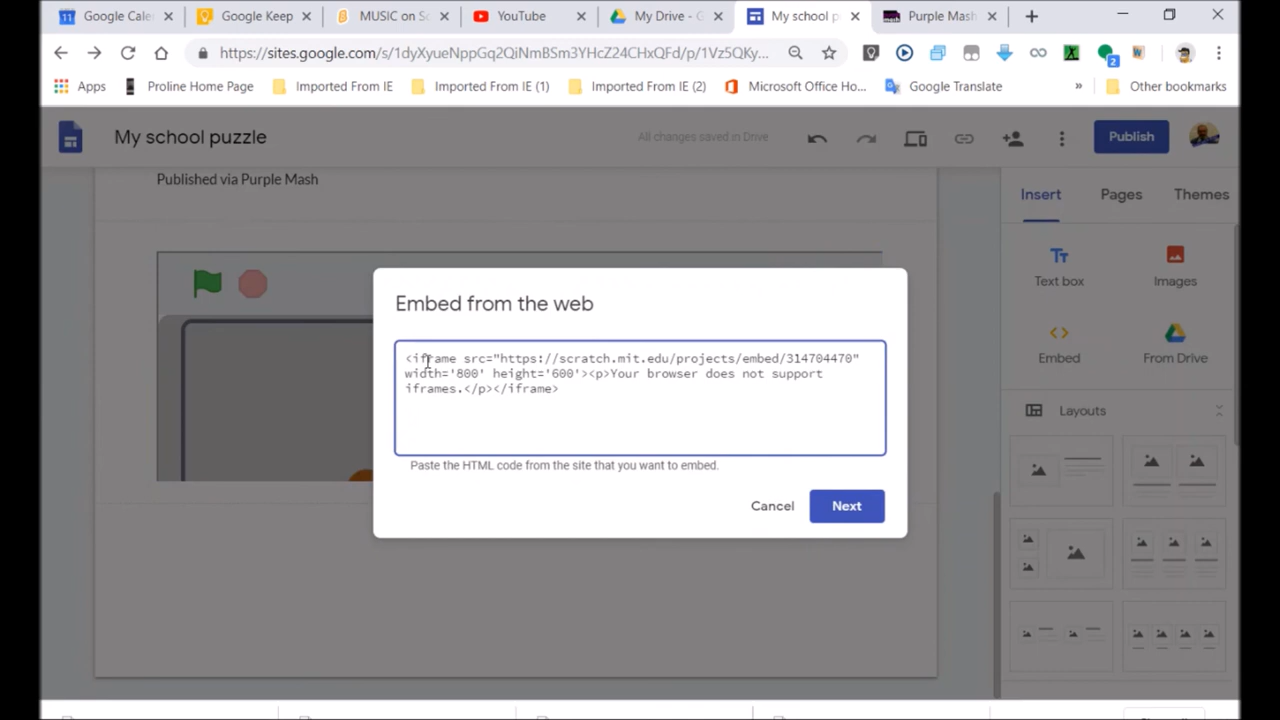 Google Cale
Google Keep
MUSIC on Sc
YouTube
My Drive - G
My school p
Purple Mash
https://sites.google.com/s/1dyXyueNppGq2QiNmBSm3YHcZ24CHxQFd/p/1Vz5QKy...
2
Apps
Proline Home Page
Imported From IE
Imported From IE (1)
Imported From IE (2)
Microsoft Office Ho...
Google Translate
»
Other bookmarks
My school puzzle
All changes saved in Drive
Publish
Published via Purple Mash
Insert
Pages
Themes
Text box
Images
Embed
From Drive
Layouts
Embed from the web
<iframe src="https://scratch.mit.edu/projects/embed/314704470"
width='800' height='600'><p>Your browser does not support
iframes.</p></iframe>
Paste the HTML code from the site that you want to embed.
Cancel
Next